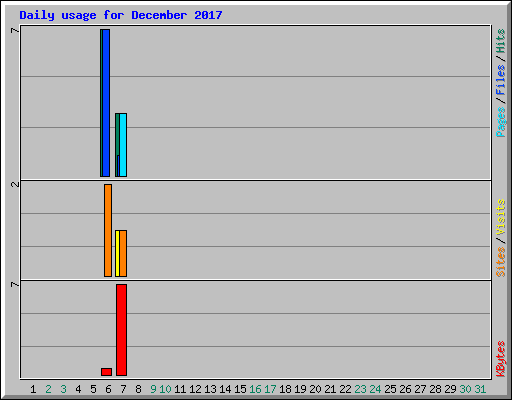 Daily usage for December 2017
7
2
7
Pages / Files / Hits
Sites / Visits
KBytes
1 2 3 4 5 6 7 8 9 10 11 12 13 14 15 16 17 18 19 20 21 22 23 24 25 26 27 28 29 30 31